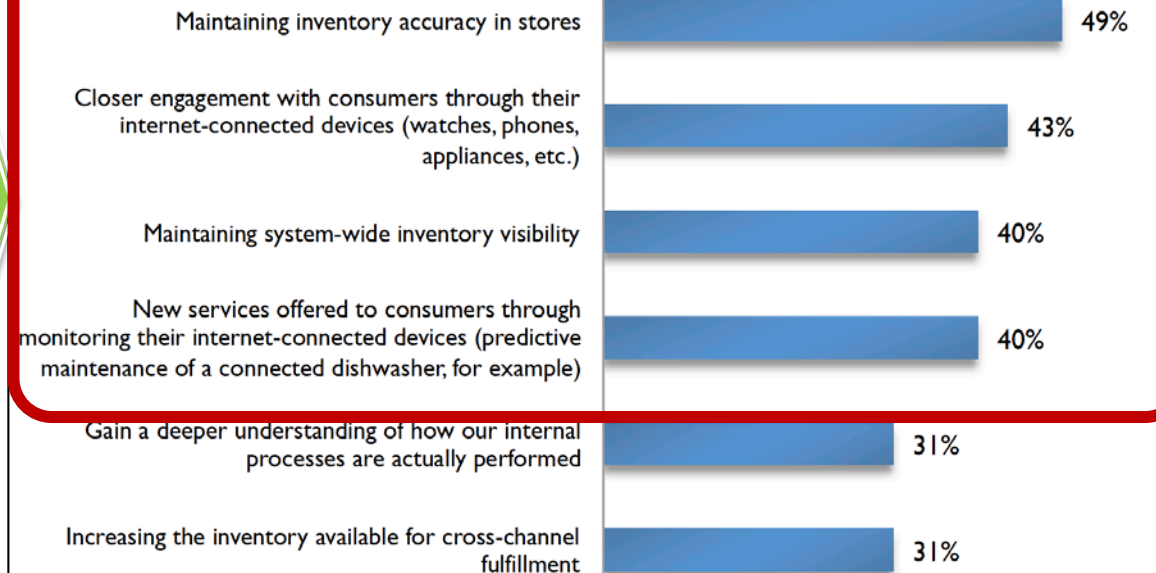 Maintaining inventory accuracy in stores
49%
Closer engagement with consumers through their
internet-connected devices (watches, phones,
appliances, etc.)
43%
Maintaining system-wide inventory visibility
40%
New services offered to consumers through
monitoring their internet-connected devices (predictive
maintenance of a connected dishwasher, for example)
40%
Gain a deeper understanding of how our internal
processes are actually performed
31%
Increasing the inventory available for cross-channel
fulfillment
31%